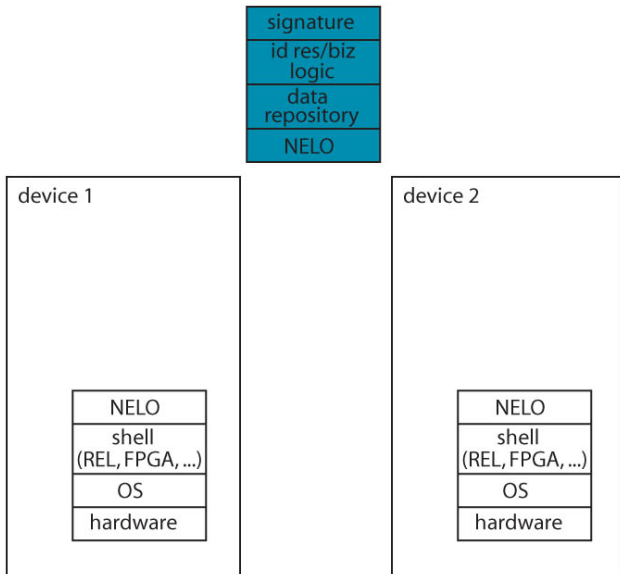 signature
id res/biz
logic
data
repository
NELO
device 1
NELO
shell
(REL, FPGA, ...)
OS
hardware
device 2
NELO
shell
(REL, FPGA, ...)
OS
hardware